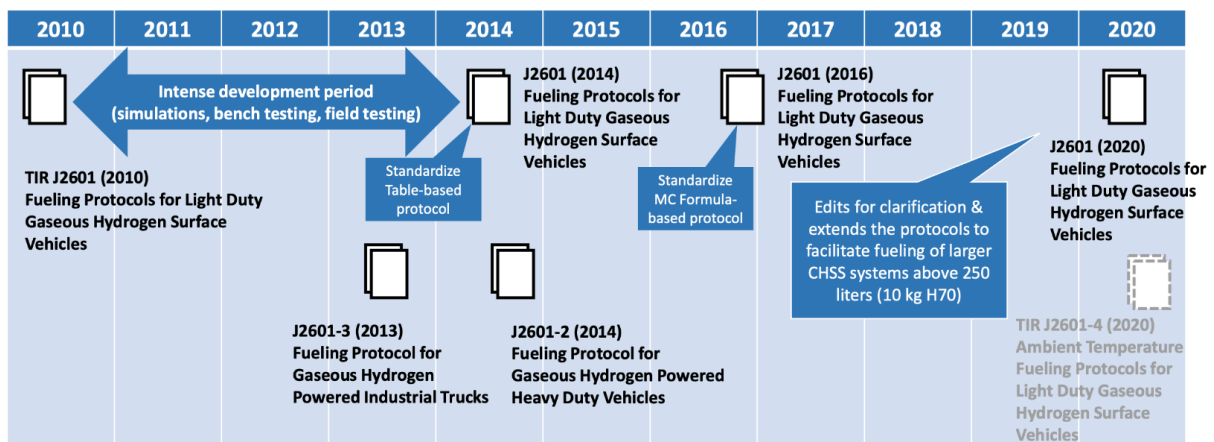 2010 2011 2012 2013 2014 2015 2016 2017 2018 2019 2020
Intense development period
(simulations, bench testing, field testing)
TIR J2601 (2010)
Fueling Protocols for Light Duty
Gaseous Hydrogen Surface
Vehicles
J2601 (2014)
Fueling Protocols for
Light Duty Gaseous
Hydrogen Surface
Vehicles
Standardize
Table-based
protocol
J2601 (2016)
Fueling Protocols for
Light Duty Gaseous
Hydrogen Surface
Vehicles
Standardize
MC Formula-
based protocol
J2601 (2020)
Fueling Protocols for
Light Duty Gaseous
Hydrogen Surface
Vehicles
Edits for clarification &
extends the protocols to
facilitate fueling of larger
CHSS systems above 250
liters (10 kg H70)
J2601-3 (2013)
Fueling Protocol for
Gaseous Hydrogen
Powered Industrial Trucks
J2601-2 (2014)
Fueling Protocol for
Gaseous Hydrogen Powered
Heavy Duty Vehicles
TIR J2601-4 (2020)
Ambient Temperature
Fueling Protocols for
Light Duty Gaseous
Hydrogen Surface
Vehicles